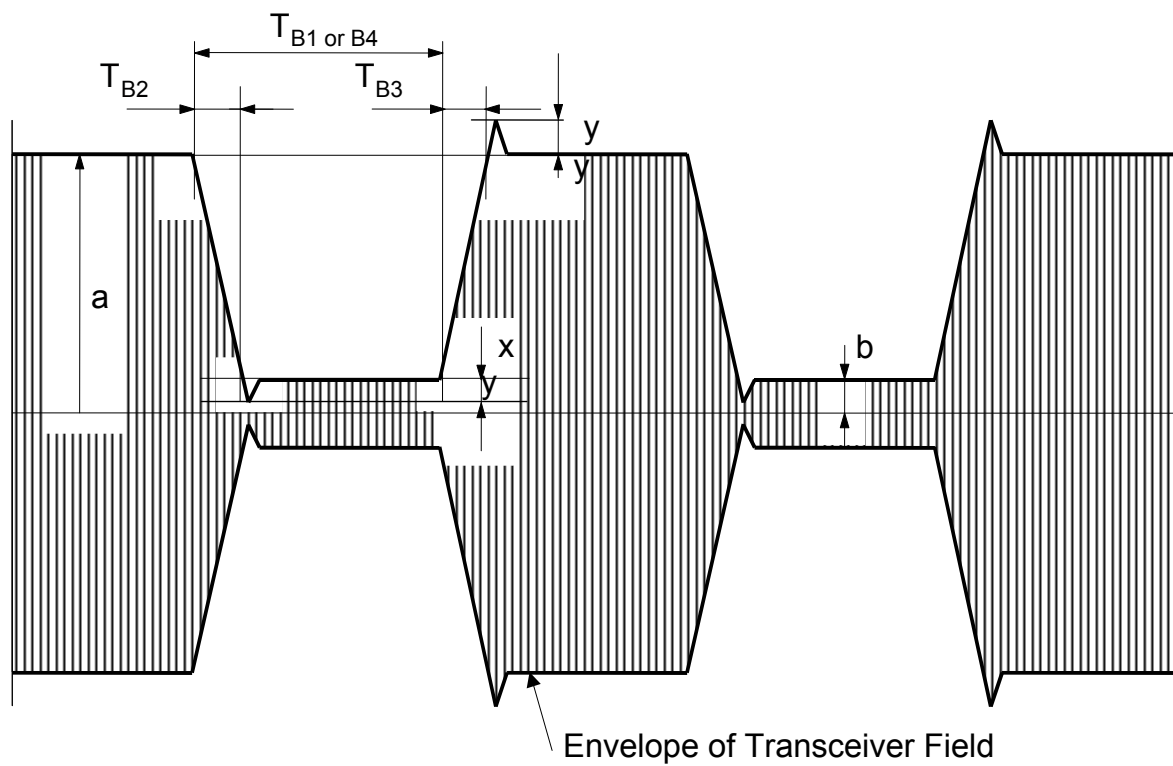 T_B1 or B4
T_B2
T_B3
y
y
a
x
b
y
Envelope of Transceiver Field